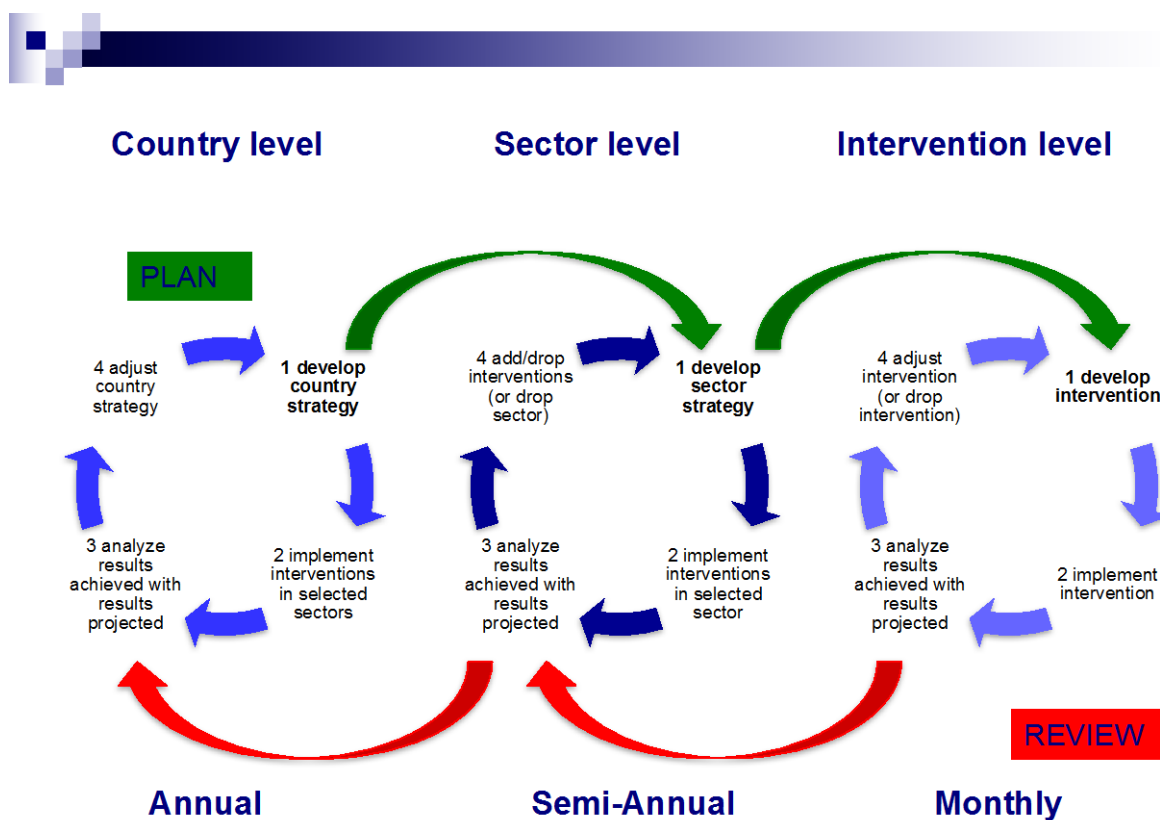 Country level
Sector level
Intervention level
PLAN
4 adjust
country
strategy
1 develop
country
strategy
4 add/drop
interventions
(or drop
sector)
1 develop
sector
strategy
4 adjust
intervention
(or drop
intervention)
1 develop
intervention
3 analyze
results
achieved with
results
projected
2 implement
interventions
in selected
sectors
3 analyze
results
achieved with
results
projected
2 implement
interventions
in selected
sector
3 analyze
results
achieved with
results
projected
2 implement
intervention
REVIEW
Annual
Semi-Annual
Monthly